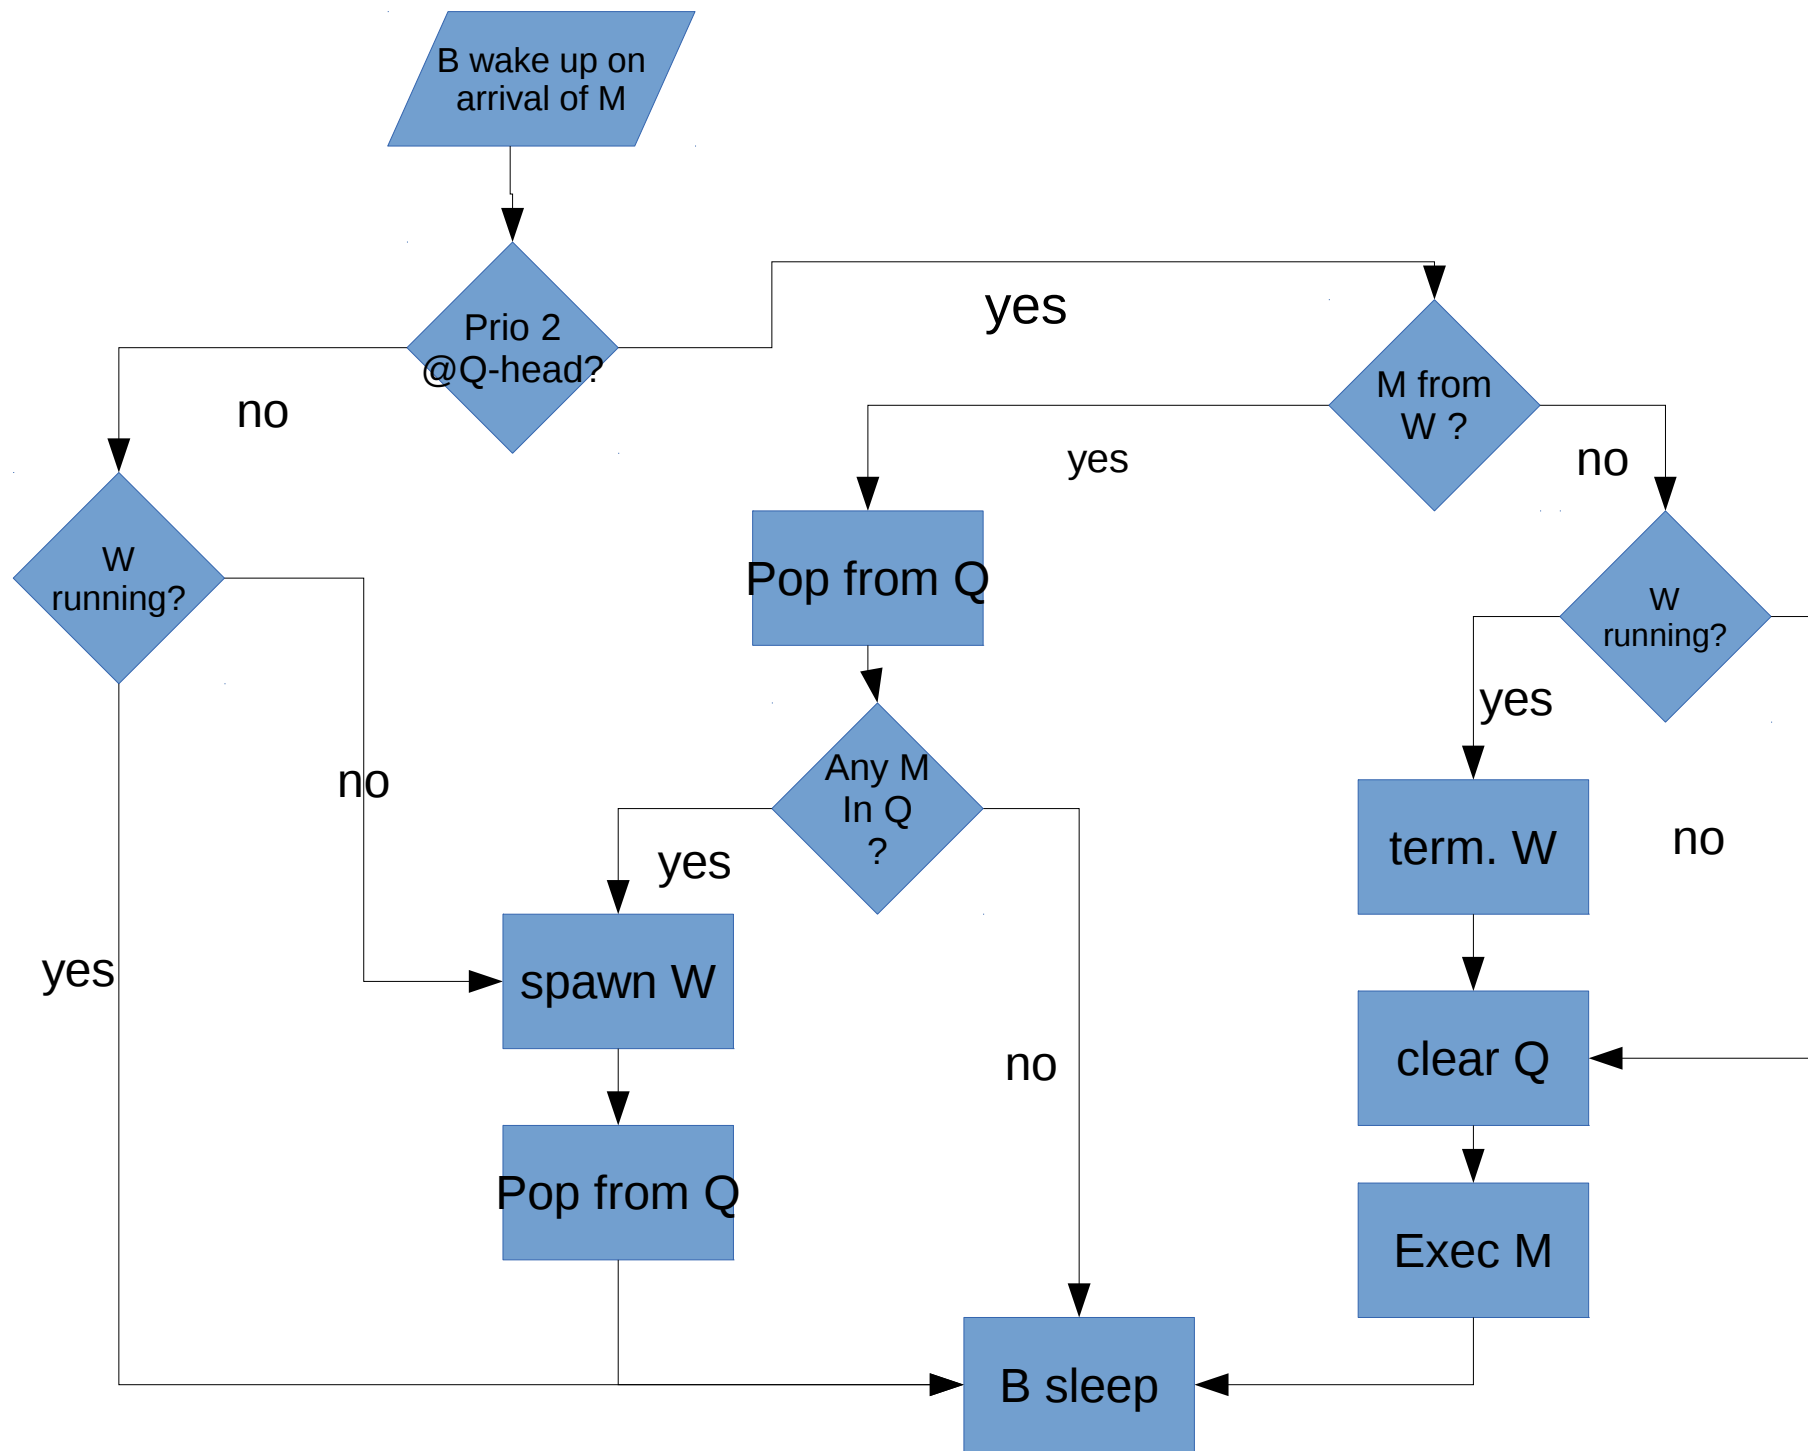 B wake up on
arrival of M
Prio 2
@Q-head?
yes
no
M from
W ?
yes
no
W
running?
Pop from Q
W
running?
yes
no
Any M
In Q
?
yes
no
term. W
no
spawn W
yes
clear Q
no
Pop from Q
Exec M
B sleep